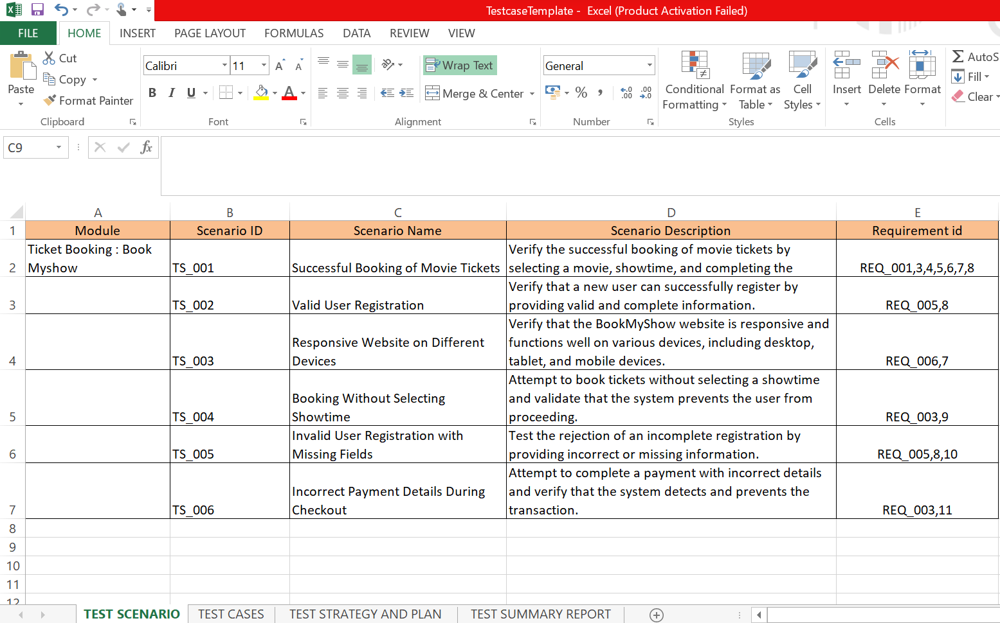 TestcaseTemplate - Excel (Product Activation Failed)
FILE HOME INSERT PAGE LAYOUT FORMULAS DATA REVIEW VIEW
Paste
Cut
Copy
Format Painter
Clipboard
Calibri 11
B I U
Font
Wrap Text
Merge & Center
Alignment
General
%
Number
Conditional
Formatting
Format as
Table
Cell
Styles
Styles
Insert Delete Format
Cells
AutoS
Fill
Clear
C9 fx
A B C D E
1 Module Scenario ID Scenario Name Scenario Description Requirement id
Ticket Booking : Book
2 Myshow
TS_001
Successful Booking of Movie Tickets
Verify the successful booking of movie tickets by
selecting a movie, showtime, and completing the
REQ_001,3,4,5,6,7,8
3 TS_002
Valid User Registration
Verify that a new user can successfully register by
providing valid and complete information.
REQ_005,8
4 TS_003
Responsive Website on Different
Devices
Verify that the BookMyShow website is responsive and
functions well on various devices, including desktop,
tablet, and mobile devices.
REQ_006,7
5 TS_004
Booking Without Selecting
Showtime
Attempt to book tickets without selecting a showtime
and validate that the system prevents the user from
proceeding.
REQ_003,9
6 TS_005
Invalid User Registration with
Missing Fields
Test the rejection of an incomplete registration by
providing incorrect or missing information.
REQ_005,8,10
7 TS_006
Incorrect Payment Details During
Checkout
Attempt to complete a payment with incorrect details
and verify that the system detects and prevents the
transaction.
REQ_003,11
8
9
10
11
12
TEST SCENARIO TEST CASES TEST STRATEGY AND PLAN TEST SUMMARY REPORT